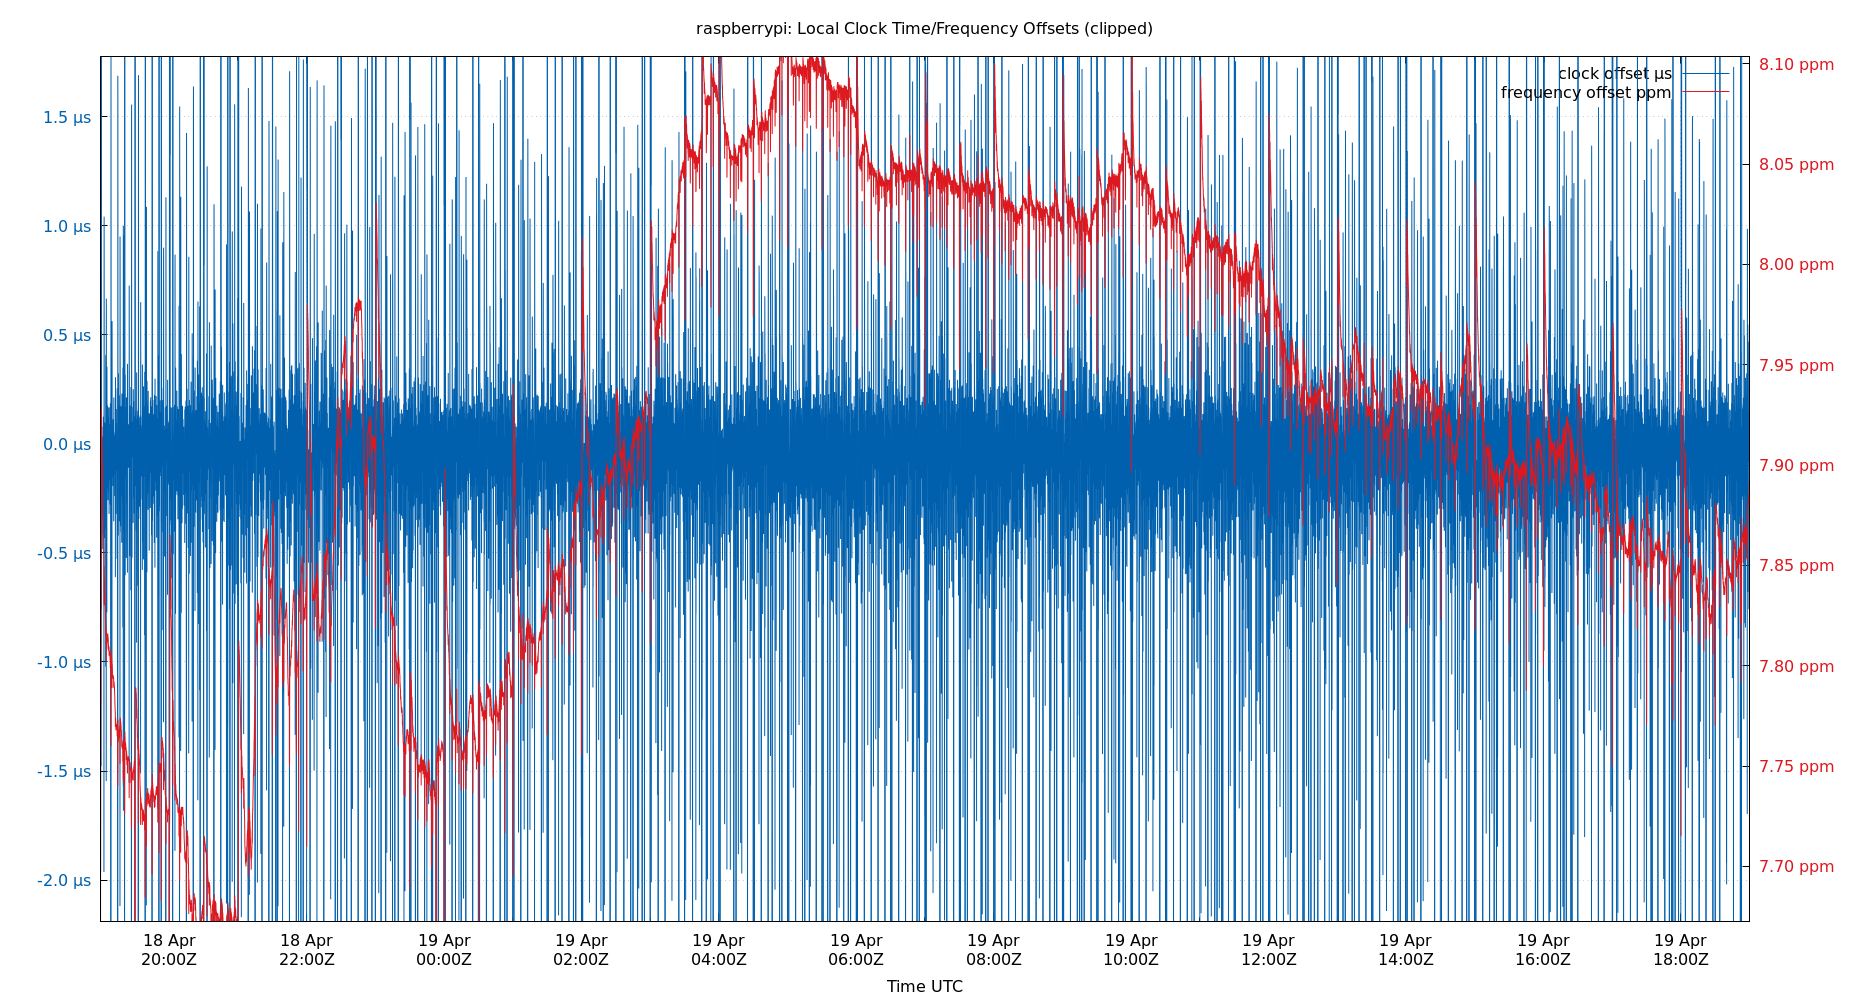 raspberrypi: Local Clock Time/Frequency Offsets (clipped)
clock offset µs
frequency offset ppm
1.5 µs
1.0 µs
0.5 µs
0.0 µs
-0.5 µs
-1.0 µs
-1.5 µs
-2.0 µs
8.10 ppm
8.05 ppm
8.00 ppm
7.95 ppm
7.90 ppm
7.85 ppm
7.80 ppm
7.75 ppm
7.70 ppm
18 Apr 18 Apr 19 Apr 19 Apr 19 Apr 19 Apr 19 Apr 19 Apr 19 Apr 19 Apr 19 Apr 19 Apr
20:00Z 22:00Z 00:00Z 02:00Z 04:00Z 06:00Z 08:00Z 10:00Z 12:00Z 14:00Z 16:00Z 18:00Z
Time UTC